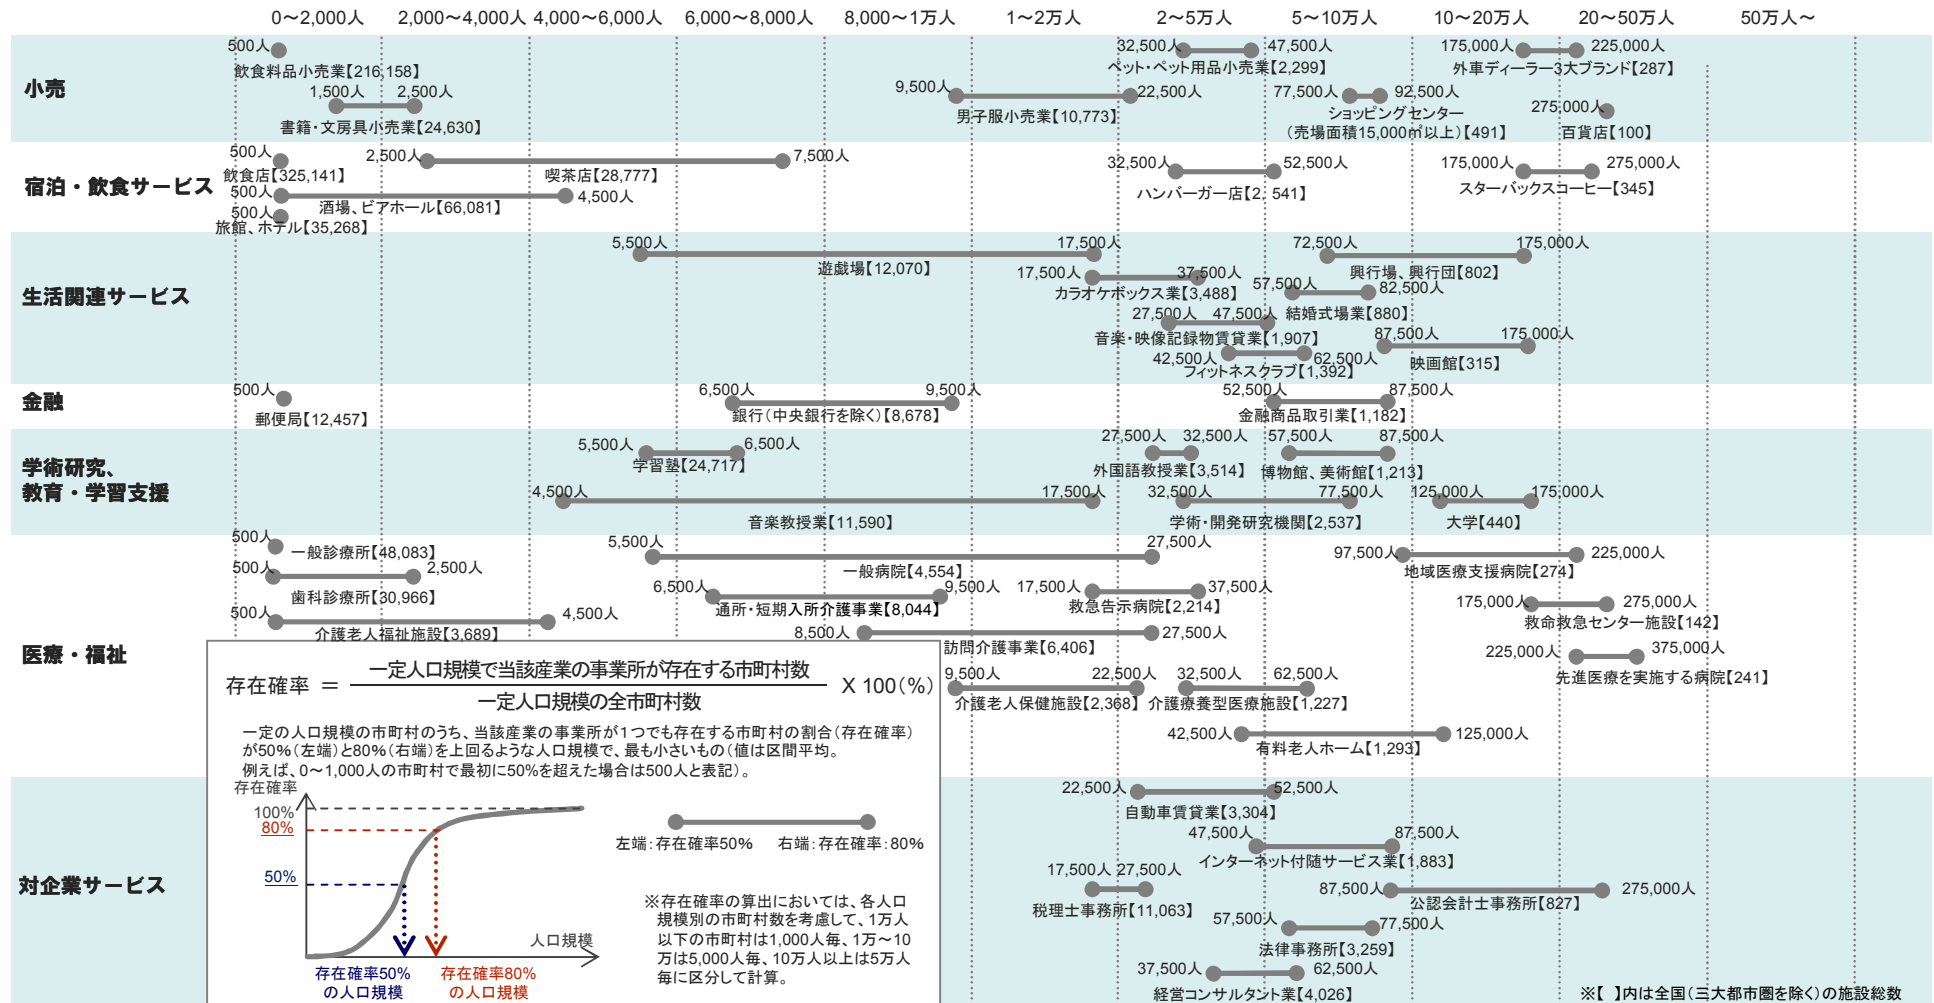 0～2,000人 2,000～4,000人 4,000～6,000人 6,000～8,000人 8,000～1万人 1～2万人 2～5万人 5～10万人 10～20万人 20～50万人 50万人～
小売
500人
飲食料品小売業【216,158】
1,500人 2,500人
書籍・文房具小売業【24,630】
9,500人 22,500人
男子服小売業【10,773】
32,500人 47,500人
ペット・ペット用品小売業【2,299】
77,500人 92,500人
ショッピングセンター
（売場面積15,000㎡以上）【491】
175,000人 225,000人
外車ディーラー3大ブランド【287】
275,000人
百貨店【100】
宿泊・飲食サービス
500人
飲食店【325,141】
2,500人 7,500人
喫茶店【28,777】
500人 4,500人
酒場、ビアホール【66,081】
500人
旅館、ホテル【35,268】
32,500人 52,500人
ハンバーガー店【2，541】
175,000人 275,000人
スターバックスコーヒー【345】
生活関連サービス
5,500人 17,500人
遊戯場【12,070】
17,500人 37,500人
カラオケボックス業【3,488】
27,500人 47,500人
音楽・映像記録物賃貸業【1,907】
42,500人 62,500人
フィットネスクラブ【1,392】
72,500人 175,000人
興行場、興行団【802】
57,500人 82,500人
結婚式場業【880】
87,500人 175,000人
映画館【315】
金融
500人
郵便局【12,457】
6,500人 9,500人
銀行（中央銀行を除く）【8,678】
52,500人 87,500人
金融商品取引業【1,182】
学術研究、
教育・学習支援
5,500人 6,500人
学習塾【24,717】
4,500人 17,500人
音楽教授業【11,590】
27,500人 32,500人
外国語教授業【3,514】
57,500人 87,500人
博物館、美術館【1,213】
32,500人 77,500人
学術・開発研究機関【2,537】
125,000人 175,000人
大学【440】
医療・福祉
500人
一般診療所【48,083】
500人 2,500人
歯科診療所【30,966】
500人 4,500人
介護老人福祉施設【3,689】
5,500人 27,500人
一般病院【4,554】
6,500人 9,500人
通所・短期入所介護事業【8,044】
17,500人 37,500人
救急告示病院【2,214】
8,500人 27,500人
訪問介護事業【6,406】
9,500人 22,500人
介護老人保健施設【2,368】
32,500人 62,500人
介護療養型医療施設【1,227】
42,500人 125,000人
有料老人ホーム【1,293】
97,500人 225,000人
地域医療支援病院【274】
175,000人 275,000人
救命救急センター施設【142】
225,000人 375,000人
先進医療を実施する病院【241】
対企業サービス
22,500人 52,500人
自動車賃貸業【3,304】
47,500人 87,500人
インターネット付随サービス業【1,883】
17,500人 27,500人
税理士事務所【11,063】
87,500人 275,000人
公認会計士事務所【827】
57,500人 77,500人
法律事務所【3,259】
37,500人 62,500人
経営コンサルタント業【4,026】
一定人口規模で当該産業の事業所が存在する市町村数
存在確率 ＝ X 100（％）
一定人口規模の全市町村数
一定の人口規模の市町村のうち、当該産業の事業所が1つでも存在する市町村の割合（存在確率）
が50％（左端）と80％（右端）を上回るような人口規模で、最も小さいもの（値は区間平均。
例えば、0～1,000人の市町村で最初に50%を超えた場合は500人と表記）。
存在確率
100%
80%
50%
人口規模
存在確率50%
の人口規模
存在確率80%
の人口規模
左端：存在確率50% 右端：存在確率：80%
※存在確率の算出においては、各人口
規模別の市町村数を考慮して、1万人
以下の市町村は1,000人毎、1万～10
万は5,000人毎、10万人以上は5万人
毎に区分して計算。
※【 】内は全国（三大都市圏を除く）の施設総数